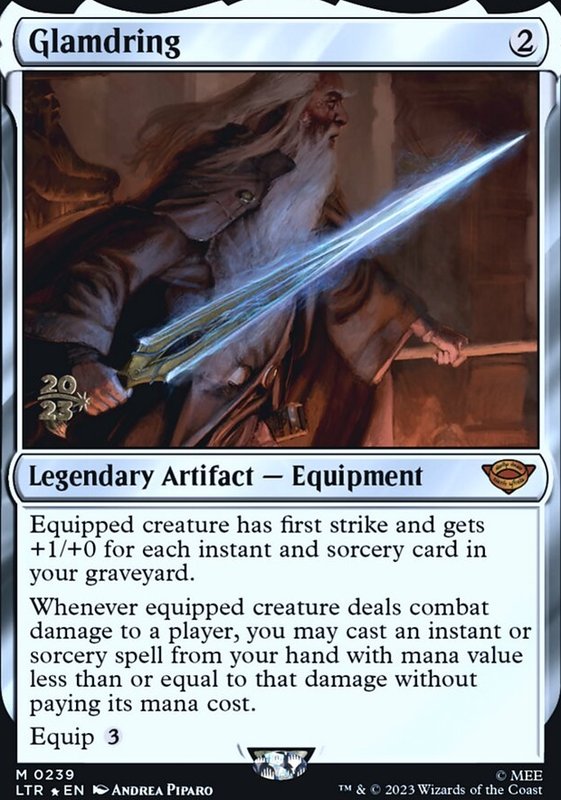 Glamdring 2
20
23
Legendary Artifact — Equipment
Equipped creature has first strike and gets
+1/+0 for each instant and sorcery card in
your graveyard.
Whenever equipped creature deals combat
damage to a player, you may cast an instant or
sorcery spell from your hand with mana value
less than or equal to that damage without
paying its mana cost.
Equip 3
M 0239
© MEE
LTR ★ EN Andrea Piparo
™ & © 2023 Wizards of the Coast